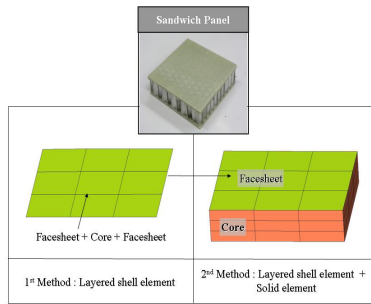 Sandwich Panel
Facesheet
Facesheet + Core + Facesheet
Core
1st Method : Layered shell element
2nd Method : Layered shell element +
Solid element